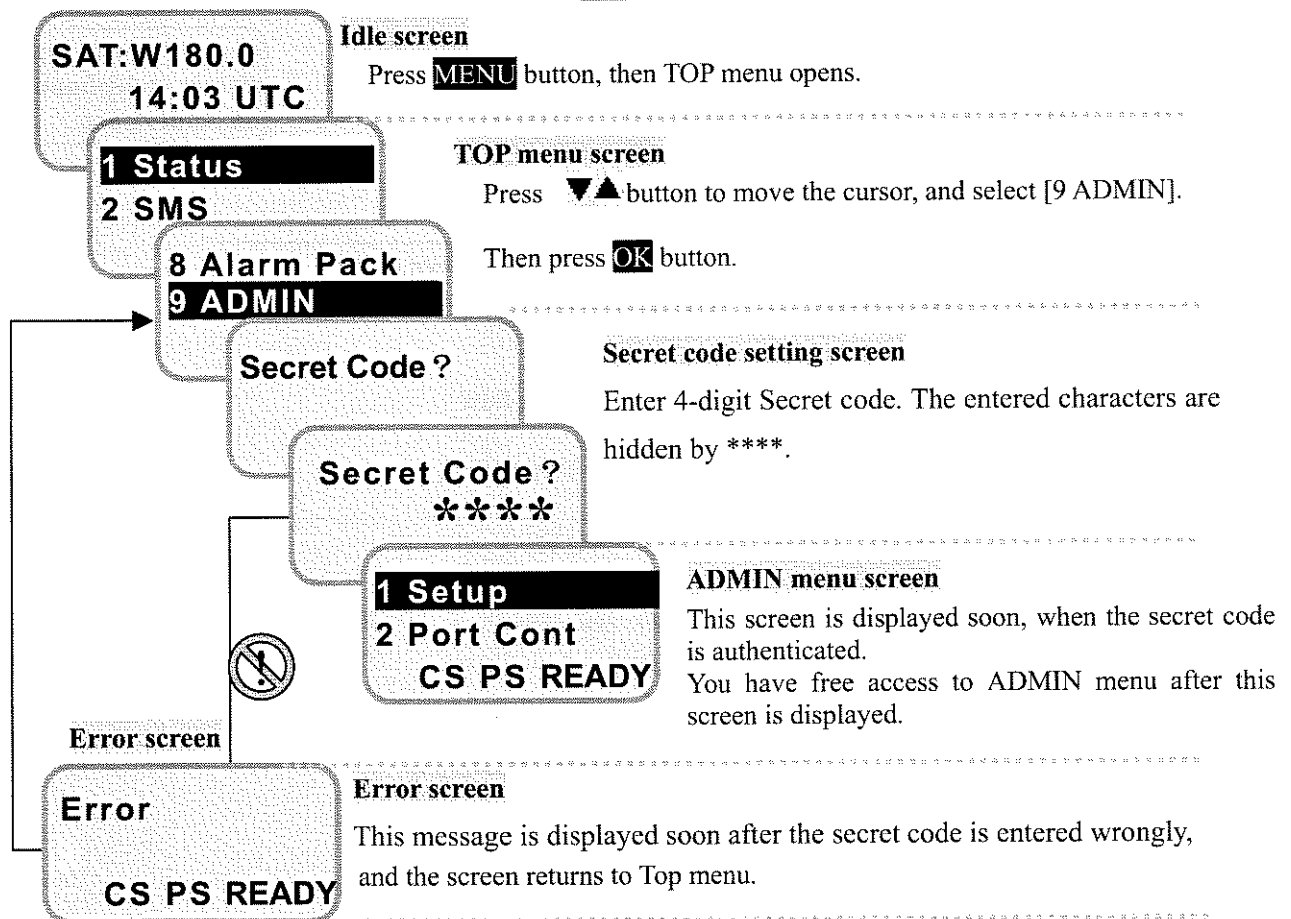 SAT:W180.0
14:03 UTC
Idle screen
Press MENU button, then TOP menu opens.
1 Status
2 SMS
TOP menu screen
Press ▼▲ button to move the cursor, and select [9 ADMIN].
8 Alarm Pack
9 ADMIN
Then press OK button.
Secret Code?
Secret code setting screen
Enter 4-digit Secret code. The entered characters are
hidden by ****.
Secret Code?
****
1 Setup
2 Port Cont
CS PS READY
ADMIN menu screen
This screen is displayed soon, when the secret code
is authenticated.
You have free access to ADMIN menu after this
screen is displayed.
Error screen
Error
CS PS READY
Error screen
This message is displayed soon after the secret code is entered wrongly,
and the screen returns to Top menu.